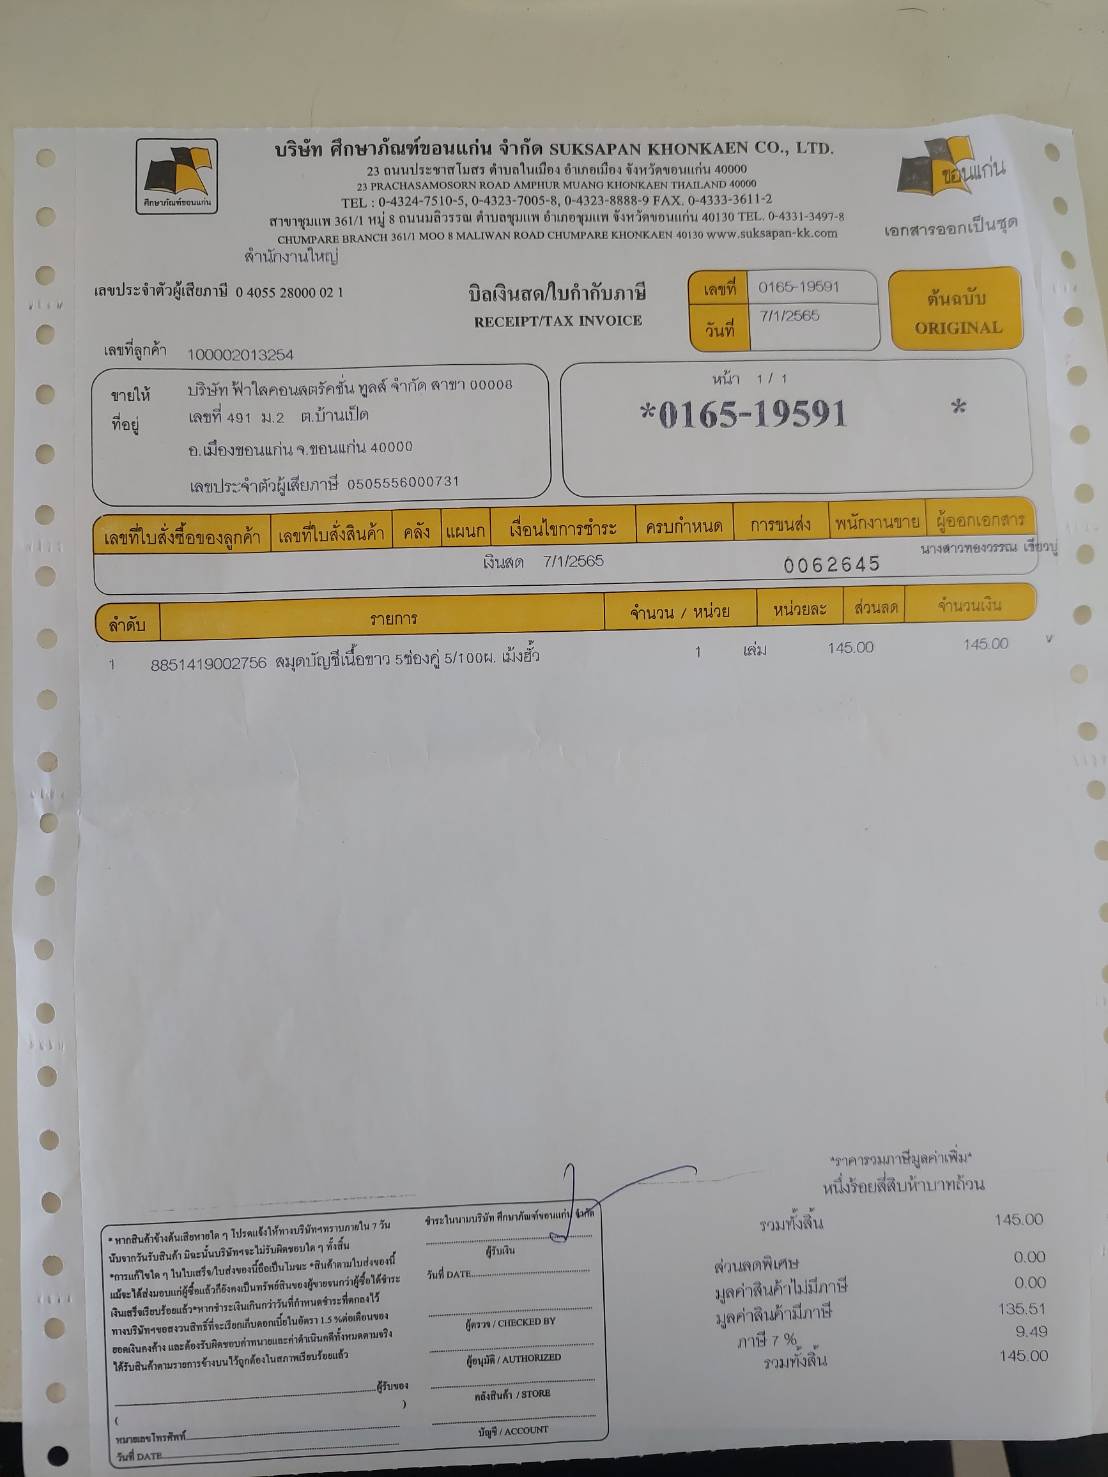 บริษัท ศึกษาภัณฑ์ขอนแก่น จำกัด SUKSAPAN KHONKAEN CO., LTD.
23 ถนนประชาสโมสร ตำบลในเมือง อำเภอเมือง จังหวัดขอนแก่น 40000
23 PRACHASAMOSORN ROAD AMPHUR MUANG KHONKAEN THAILAND 40000
TEL : 0-4324-7510-5, 0-4323-7005-8, 0-4323-8888-9 FAX. 0-4333-3611-2
สาขาชุมแพ 361/1 หมู่ 8 ถนนมลิวรรณ ตำบลชุมแพ อำเภอชุมแพ จังหวัดขอนแก่น 40130 TEL. 0-4331-3497-8
CHUMPARE BRANCH 361/1 MOO 8 MALIWAN ROAD CHUMPARE KHONKAEN 40130 www.suksapan-kk.com
ศึกษาภัณฑ์ขอนแก่น
ขอนแก่น
เอกสารออกเป็นชุด
สำนักงานใหญ่
เลขประจำตัวผู้เสียภาษี 0 4055 28000 02 1
บิลเงินสด/ใบกำกับภาษี
RECEIPT/TAX INVOICE
เลขที่ 0165-19591
วันที่ 7/1/2565
ต้นฉบับ
ORIGINAL
เลขที่ลูกค้า 100002013254
ขายให้ บริษัท ฟ้าใสคอนสตรัคชั่น ทูลส์ จำกัด สาขา 00008
ที่อยู่ เลขที่ 491 ม.2 ต.บ้านเป็ด
อ.เมืองขอนแก่น จ.ขอนแก่น 40000
เลขประจำตัวผู้เสียภาษี 0505556000731
หน้า 1 / 1
*0165-19591 *
เลขที่ใบสั่งซื้อของลูกค้า เลขที่ใบสั่งสินค้า คลัง แผนก เงื่อนไขการชำระ ครบกำหนด การขนส่ง พนักงานขาย ผู้ออกเอกสาร
เงินสด 7/1/2565 0062645 นางสาวทองวรรณ เขียวบุ่
ลำดับ รายการ จำนวน / หน่วย หน่วยละ ส่วนลด จำนวนเงิน
1 8851419002756 สมุดบัญชีเนื้อขาว 5ช่องคู่ 5/100ผ. เม้งฮั้ว 1 เล่ม 145.00 145.00 v
*ราคารวมภาษีมูลค่าเพิ่ม*
หนึ่งร้อยสี่สิบห้าบาทถ้วน
รวมทั้งสิ้น 145.00
ส่วนลดพิเศษ 0.00
มูลค่าสินค้าไม่มีภาษี 0.00
มูลค่าสินค้ามีภาษี 135.51
ภาษี 7 % 9.49
รวมทั้งสิ้น 145.00
* หากสินค้าข้างต้นเสียหายใด ๆ โปรดแจ้งให้ทางบริษัทฯทราบภายใน 7 วัน
นับจากวันรับสินค้า มิฉะนั้นบริษัทฯจะไม่รับผิดชอบใด ๆ ทั้งสิ้น
*การแก้ไขใด ๆ ในใบเสร็จ/ใบส่งของนี้ถือเป็นโมฆะ *สินค้าตามใบส่งของนี้
แม้จะได้ส่งมอบแก่ผู้ซื้อแล้วก็ยังคงเป็นทรัพย์สินของผู้ขายจนกว่าผู้ซื้อได้ชำระ
เงินเสร็จเรียบร้อยแล้ว*หากชำระเงินเกินกว่าวันที่กำหนดชำระที่ตกลงไว้
ทางบริษัทฯขอสงวนสิทธิ์ที่จะเรียกเก็บดอกเบี้ยในอัตรา 1.5 %ต่อเดือนของ
ยอดเงินคงค้าง และต้องรับผิดชอบค่าทนายและค่าดำเนินคดีทั้งหมดตามจริง
ได้รับสินค้าตามรายการข้างบนไว้ถูกต้องในสภาพเรียบร้อยแล้ว
ผู้รับของ
( )
หมายเลขโทรศัพท์
วันที่ DATE
ชำระในนามบริษัท ศึกษาภัณฑ์ขอนแก่น จำกัด
ผู้รับเงิน
วันที่ DATE
ผู้ตรวจ / CHECKED BY
ผู้อนุมัติ / AUTHORIZED
คลังสินค้า / STORE
บัญชี / ACCOUNT